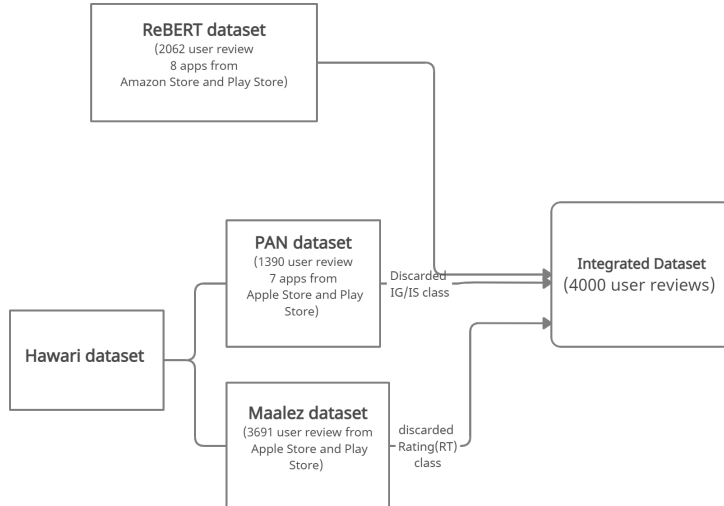 ReBERT dataset
(2062 user review
8 apps from
Amazon Store and Play Store)
PAN dataset
(1390 user review
7 apps from
Apple Store and Play
Store)
Discarded
IG/IS class
Integrated Dataset
(4000 user reviews)
Hawari dataset
Maalez dataset
(3691 user review from
Apple Store and Play
Store)
discarded
Rating(RT)
class